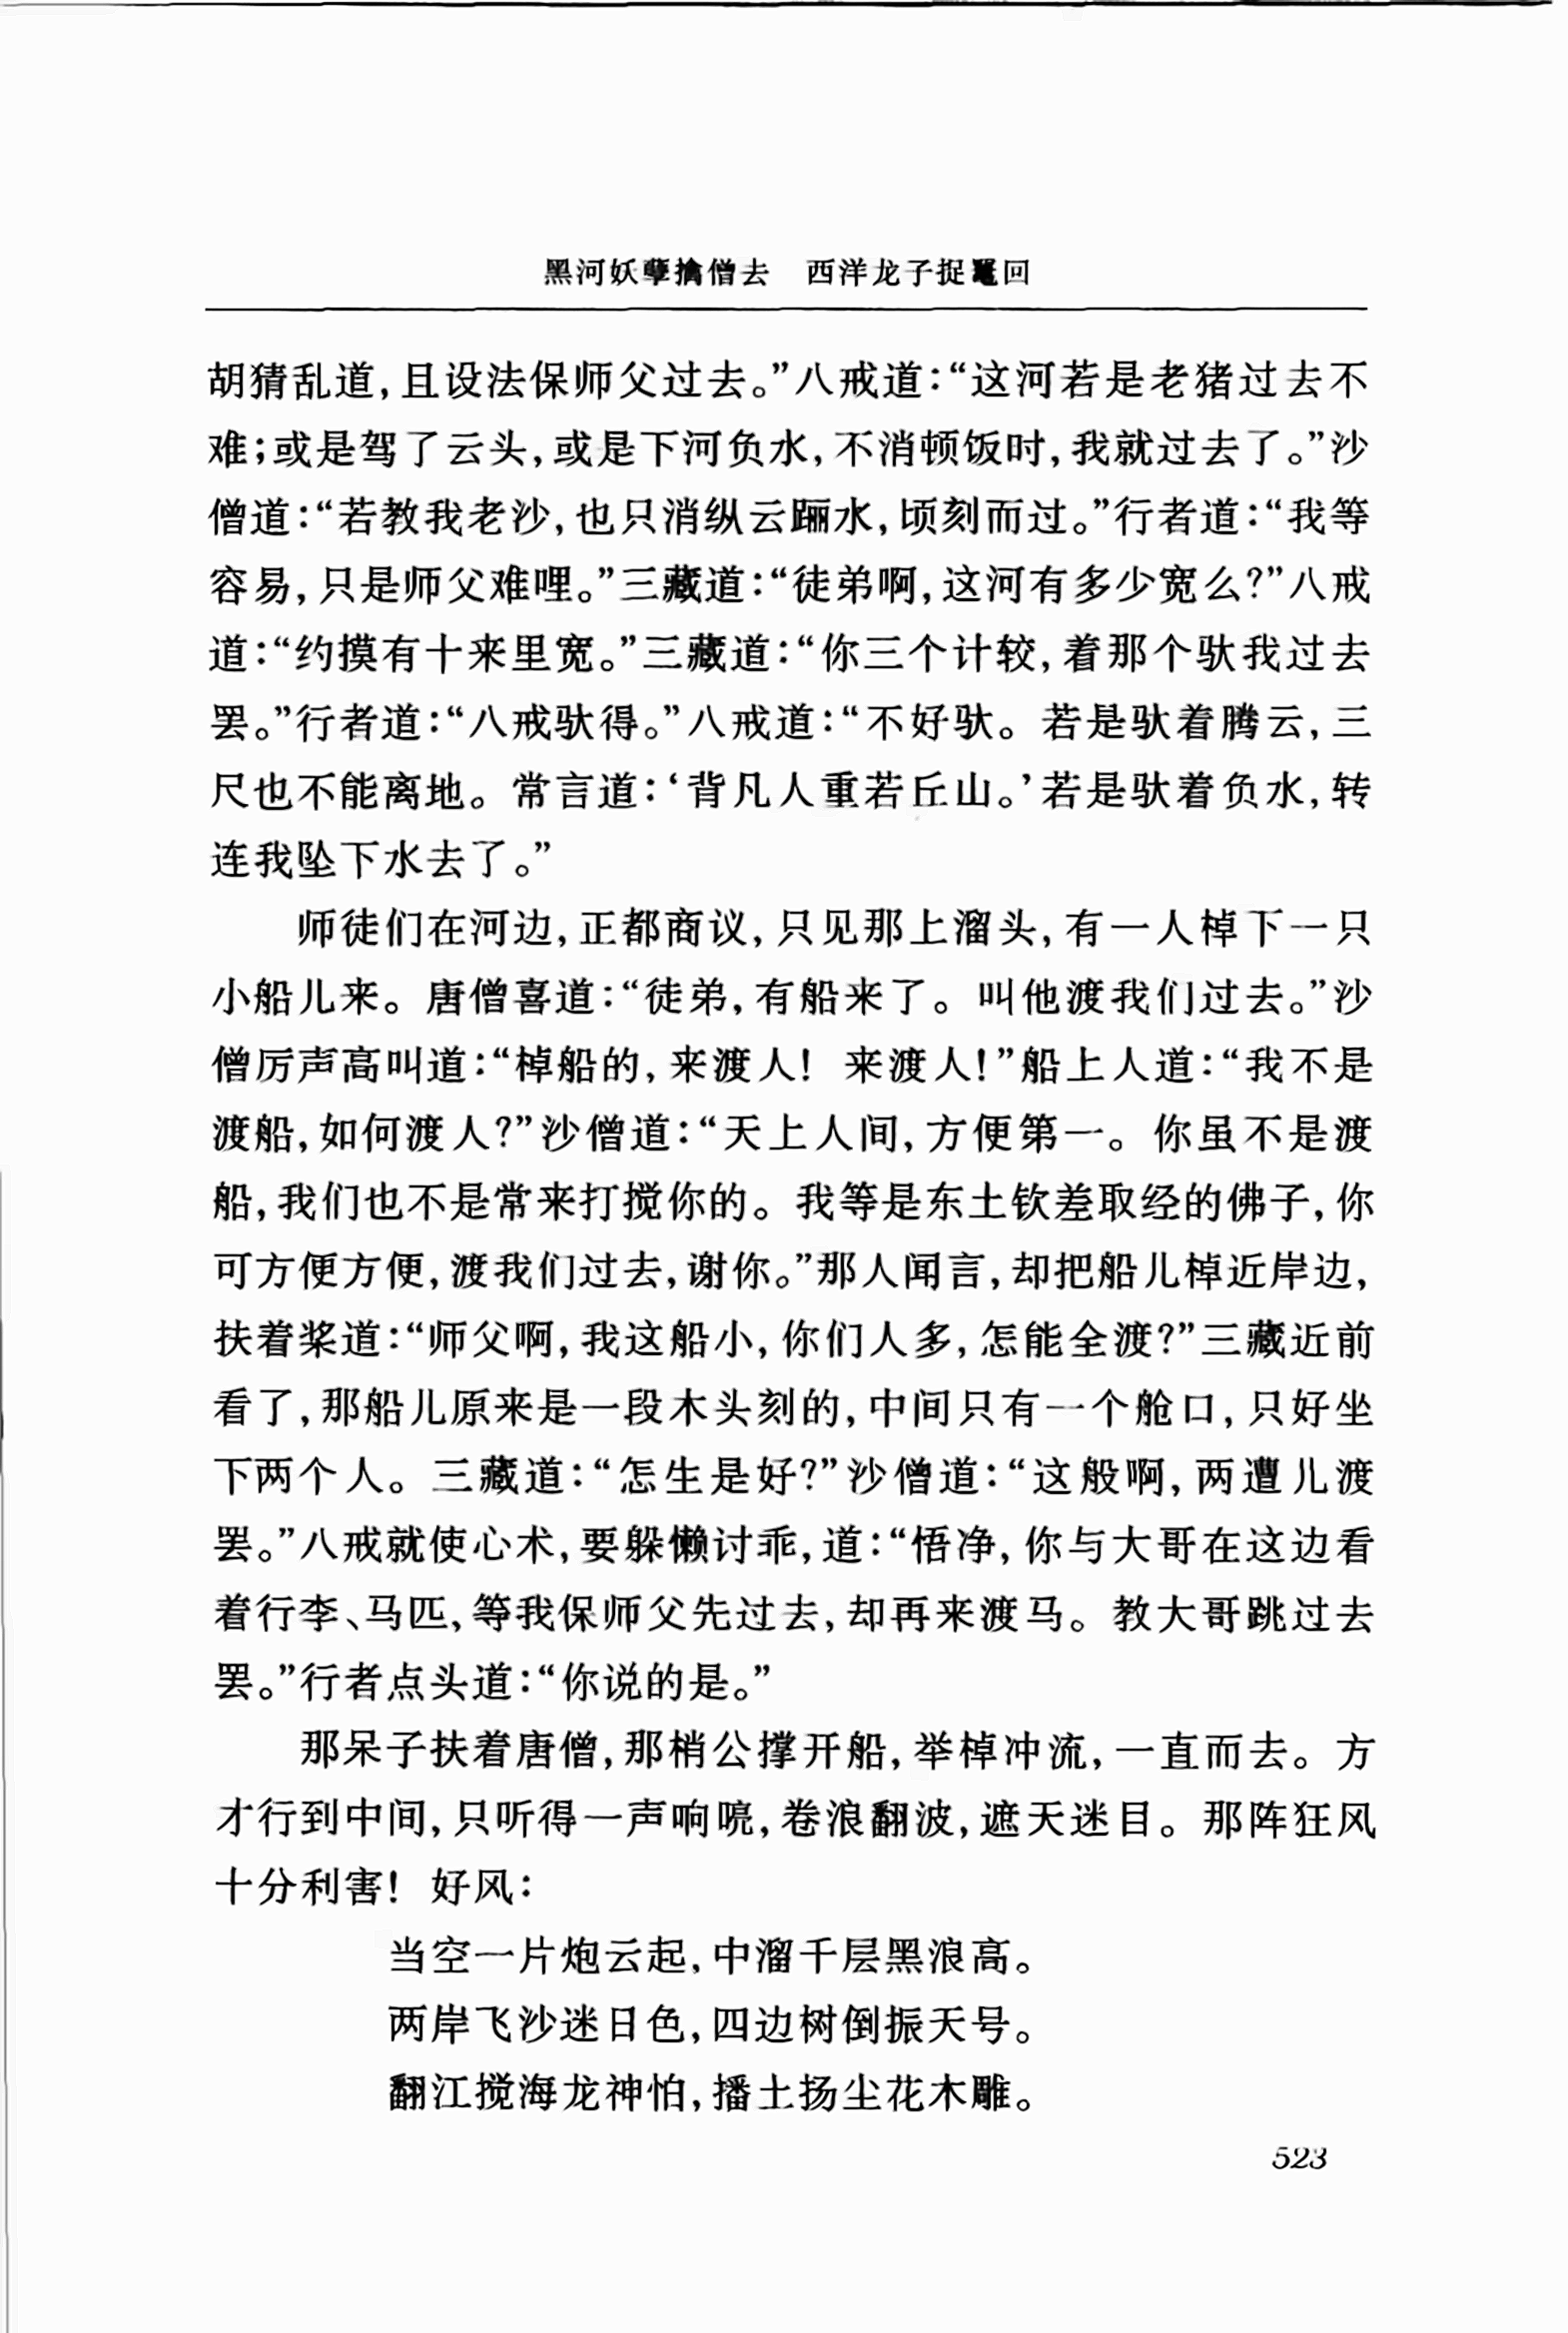 黑河妖孽擒僧去　西洋龙子捉鼍回
胡猜乱道,且设法保师父过去。”八戒道:“这河若是老猪过去不
难;或是驾了云头,或是下河负水,不消顿饭时,我就过去了。”沙
僧道:“若教我老沙,也只消纵云䠠水,顷刻而过。”行者道:“我等
容易,只是师父难哩。”三藏道:“徒弟啊,这河有多少宽么?”八戒
道:“约摸有十来里宽。”三藏道:“你三个计较,着那个驮我过去
罢。”行者道:“八戒驮得。”八戒道:“不好驮。若是驮着腾云,三
尺也不能离地。常言道:‘背凡人重若丘山。’若是驮着负水,转
连我坠下水去了。”
师徒们在河边,正都商议,只见那上溜头,有一人棹下一只
小船儿来。唐僧喜道:“徒弟,有船来了。叫他渡我们过去。”沙
僧厉声高叫道:“棹船的,来渡人! 来渡人!”船上人道:“我不是
渡船,如何渡人?”沙僧道:“天上人间,方便第一。你虽不是渡
船,我们也不是常来打搅你的。我等是东土钦差取经的佛子,你
可方便方便,渡我们过去,谢你。”那人闻言,却把船儿棹近岸边,
扶着桨道:“师父啊,我这船小,你们人多,怎能全渡?”三藏近前
看了,那船儿原来是一段木头刻的,中间只有一个舱口,只好坐
下两个人。三藏道:“怎生是好?”沙僧道:“这般啊,两遭儿渡
罢。”八戒就使心术,要躲懒讨乖,道:“悟净,你与大哥在这边看
着行李、马匹,等我保师父先过去,却再来渡马。教大哥跳过去
罢。”行者点头道:“你说的是。”
那呆子扶着唐僧,那梢公撑开船,举棹冲流,一直而去。方
才行到中间,只听得一声响喨,卷浪翻波,遮天迷目。那阵狂风
十分利害! 好风:
当空一片炮云起,中溜千层黑浪高。
两岸飞沙迷日色,四边树倒振天号。
翻江搅海龙神怕,播土扬尘花木雕。
523